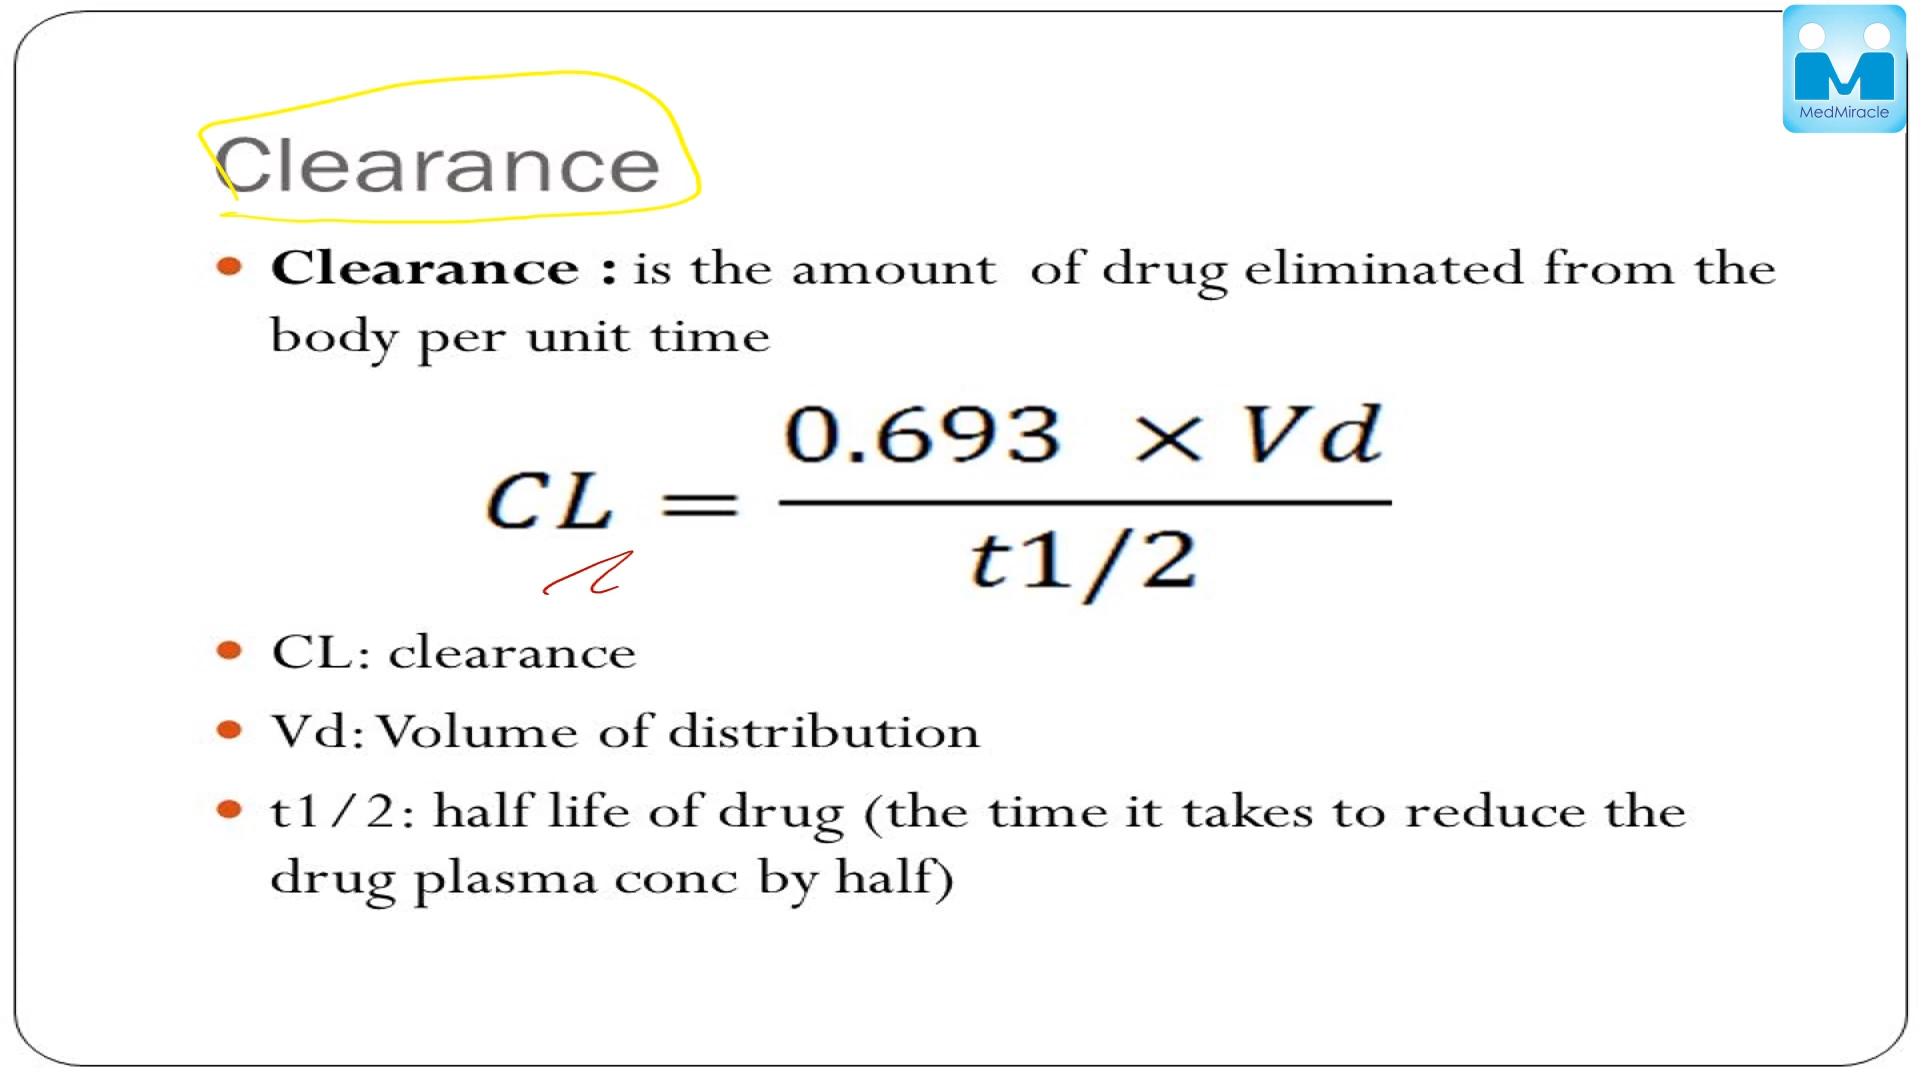 MedMiracle
Clearance
Clearance : is the amount of drug eliminated from the
body per unit time
CL = 0.693 × Vd / t1/2
CL: clearance
Vd: Volume of distribution
t1/2: half life of drug (the time it takes to reduce the
drug plasma conc by half)